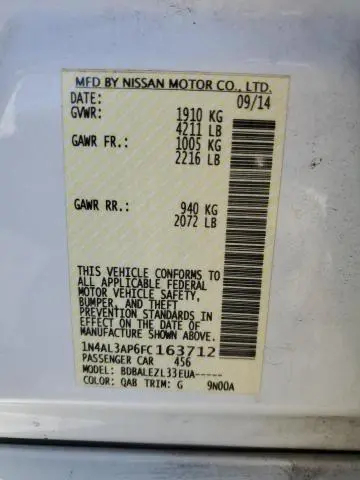 MFD BY NISSAN MOTOR CO., LTD.
DATE: 09/14
GVWR: 1910 KG
4211 LB
GAWR FR.: 1005 KG
2216 LB
GAWR RR.: 940 KG
2072 LB
THIS VEHICLE CONFORMS TO
ALL APPLICABLE FEDERAL
MOTOR VEHICLE SAFETY,
BUMPER, AND THEFT
PREVENTION STANDARDS IN
EFFECT ON THE DATE OF
MANUFACTURE SHOWN ABOVE.
1N4AL3AP6FC163712
PASSENGER CAR 456
MODEL: BDBALEZL33EUA-----
COLOR: QAB TRIM: G 9N00A